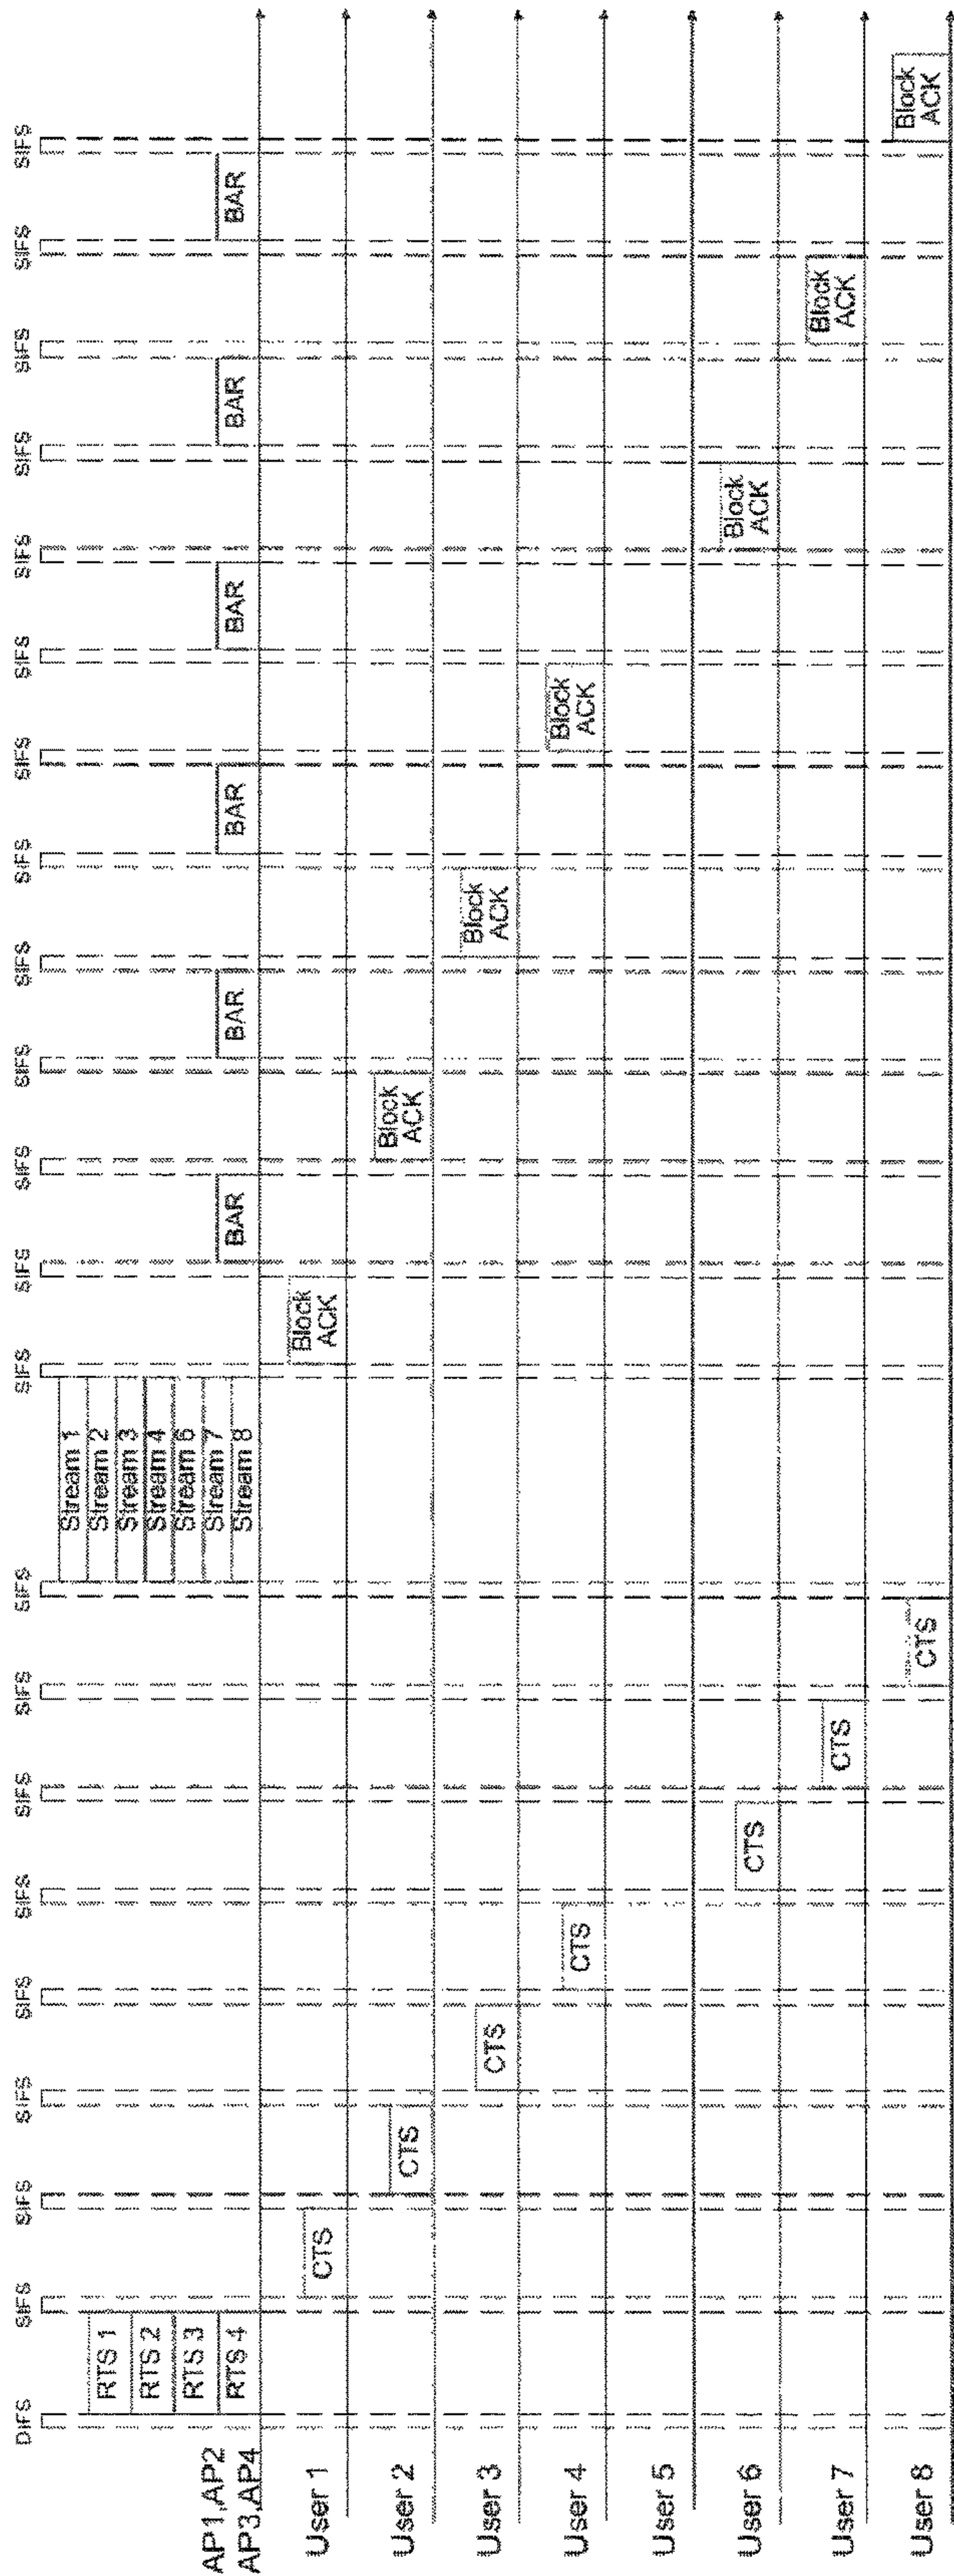 DIFS SIFS SIFS SIFS SIFS SIFS SIFS SIFS SIFS SIFS SIFS SIFS SIFS SIFS SIFS SIFS SIFS SIFS SIFS SIFS SIFS SIFS
RTS 1
RTS 2
RTS 3
RTS 4
Stream 1
Stream 2
Stream 3
Stream 4
Stream 6
Stream 7
Stream 8
AP1,AP2
AP3,AP4
BAR BAR BAR BAR BAR BAR
User 1
CTS
Block
ACK
User 2
CTS
Block
ACK
User 3
CTS
Block
ACK
User 4
CTS
Block
ACK
User 5
User 6
CTS
Block
ACK
User 7
CTS
Block
ACK
User 8
CTS
Block
ACK